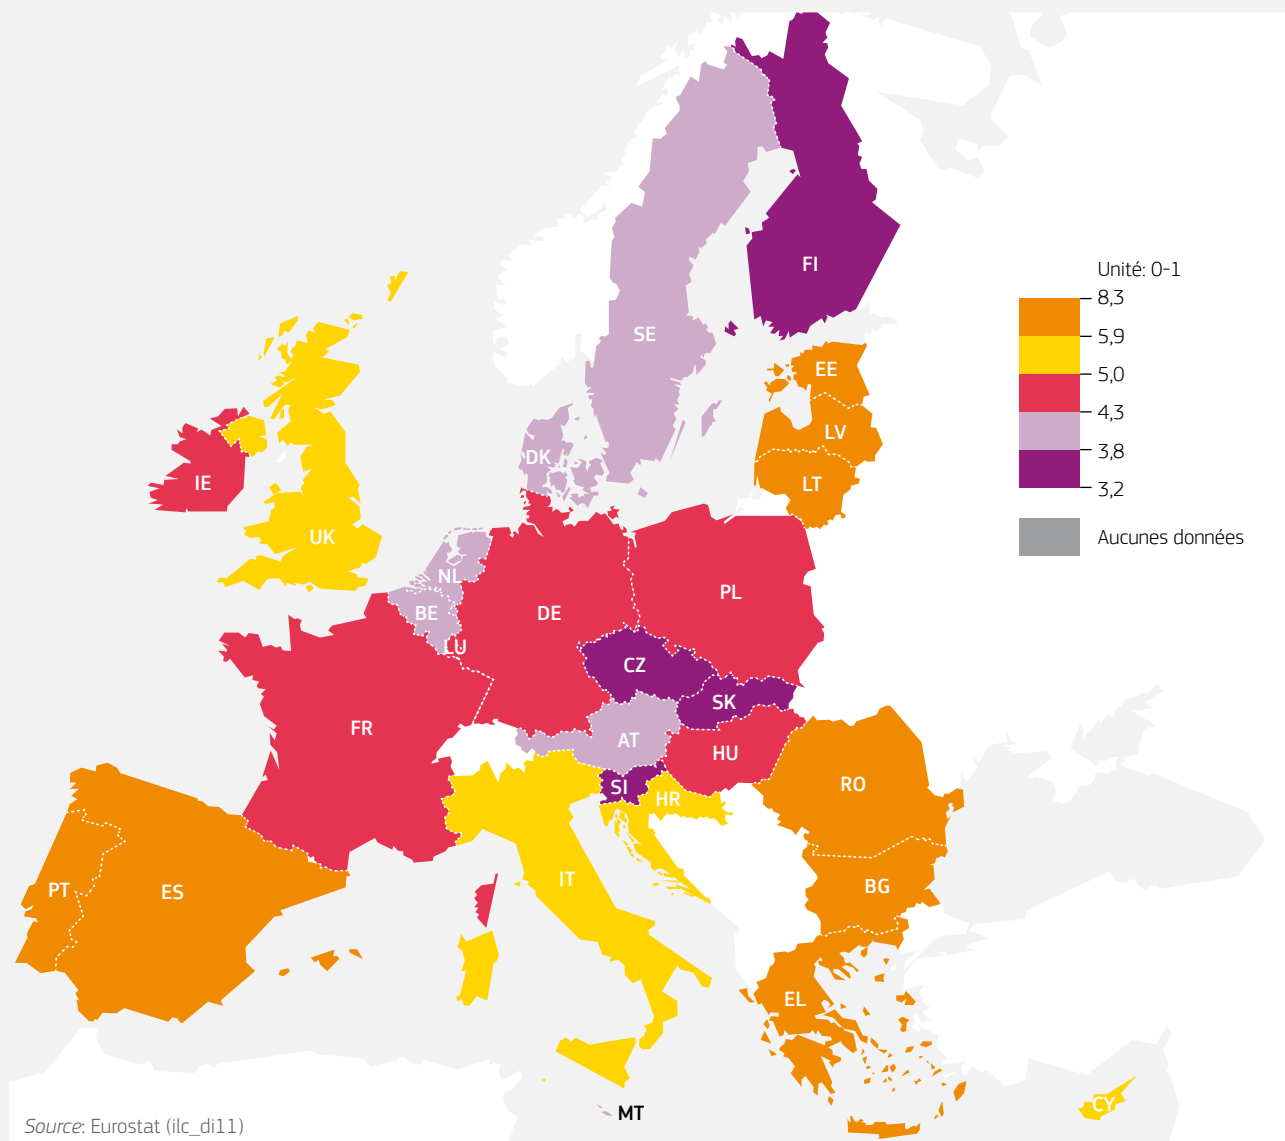 FI
Unité: 0-1
8,3
5,9
5,0
4,3
3,8
3,2
Aucunes données
SE
EE
LV
LT
DK
IE
UK
NL
BE
LU
DE
PL
CZ
SK
FR
AT
HU
SI
HR
RO
IT
BG
PT
ES
EL
CY
MT
Source: Eurostat (ilc_di11)